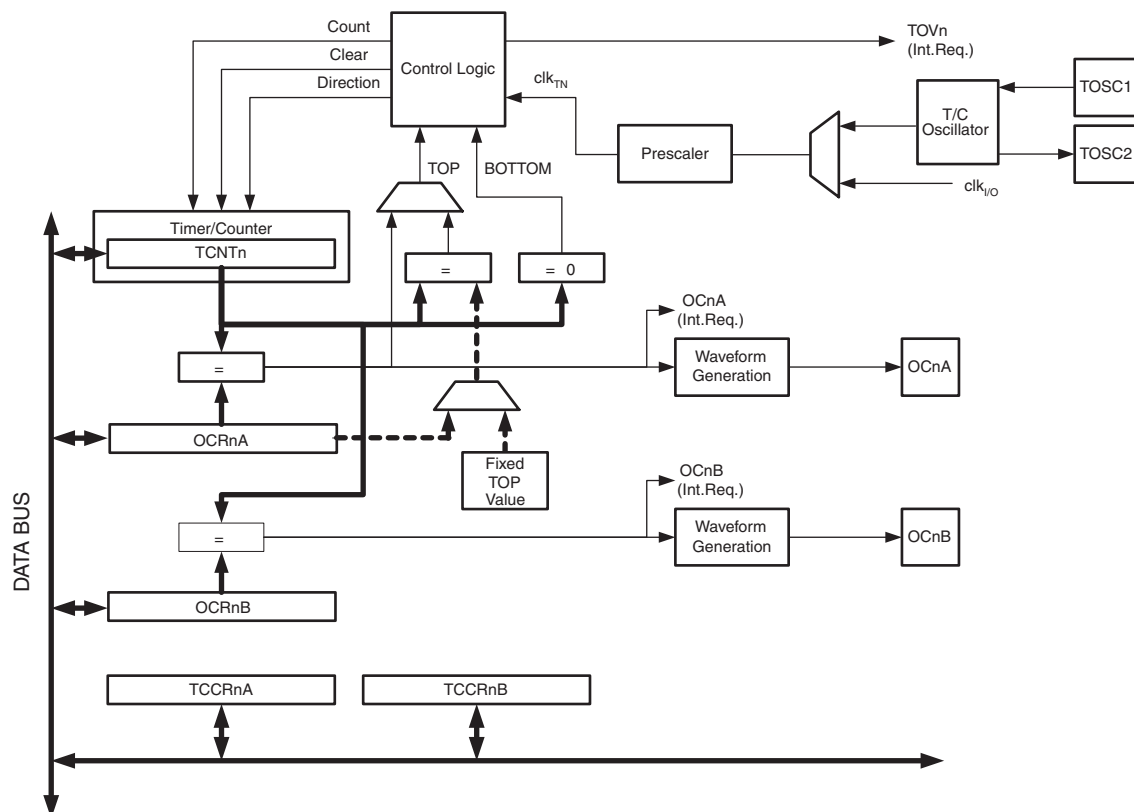 Count
Clear
Direction
Control Logic
TOVn
(Int.Req.)
clkTN
TOSC1
T/C
Oscillator
TOSC2
Prescaler
clkI/O
TOP
BOTTOM
Timer/Counter
TCNTn
=
= 0
OCnA
(Int.Req.)
=
Waveform
Generation
OCnA
OCRnA
Fixed
TOP
Value
OCnB
(Int.Req.)
=
Waveform
Generation
OCnB
OCRnB
DATA BUS
TCCRnA
TCCRnB